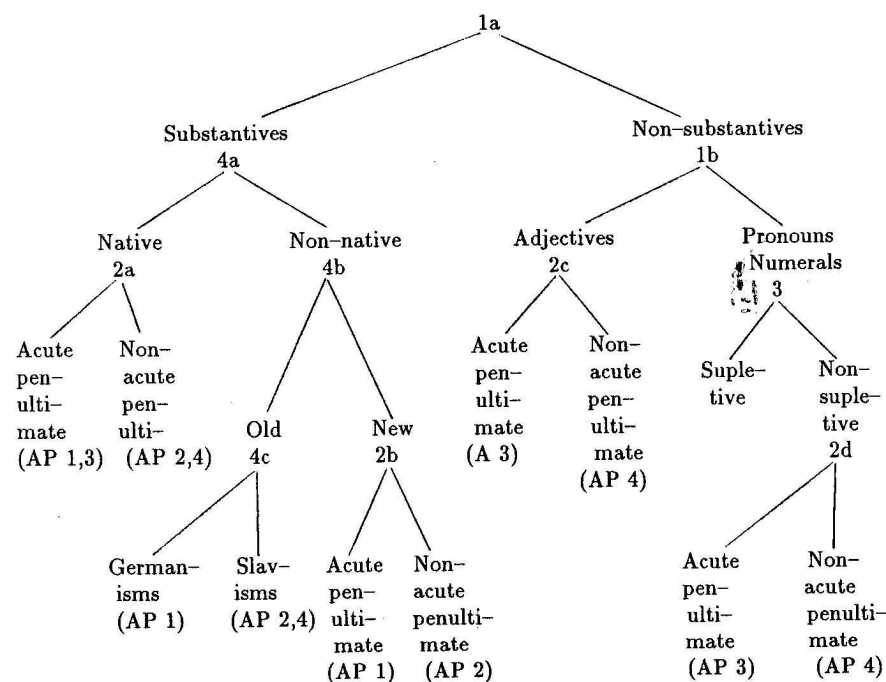 1a
Substantives
4a
Non-substantives
1b
Native
2a
Non-native
4b
Adjectives
2c
Pronouns
Numerals
3
Acute
pen-
ulti-
mate
(AP 1,3)
Non-
acute
pen-
ulti-
(AP 2,4)
Old
4c
New
2b
Acute
pen-
ulti-
mate
(A 3)
Non-
acute
pen-
ulti-
mate
(AP 4)
Suple-
tive
Non-
suple-
tive
2d
German-
isms
(AP 1)
Slav-
isms
(AP 2,4)
Acute
pen-
ulti-
mate
(AP 1)
Non-
acute
penulti-
mate
(AP 2)
Acute
pen-
ulti-
mate
(AP 3)
Non-
acute
penulti-
mate
(AP 4)